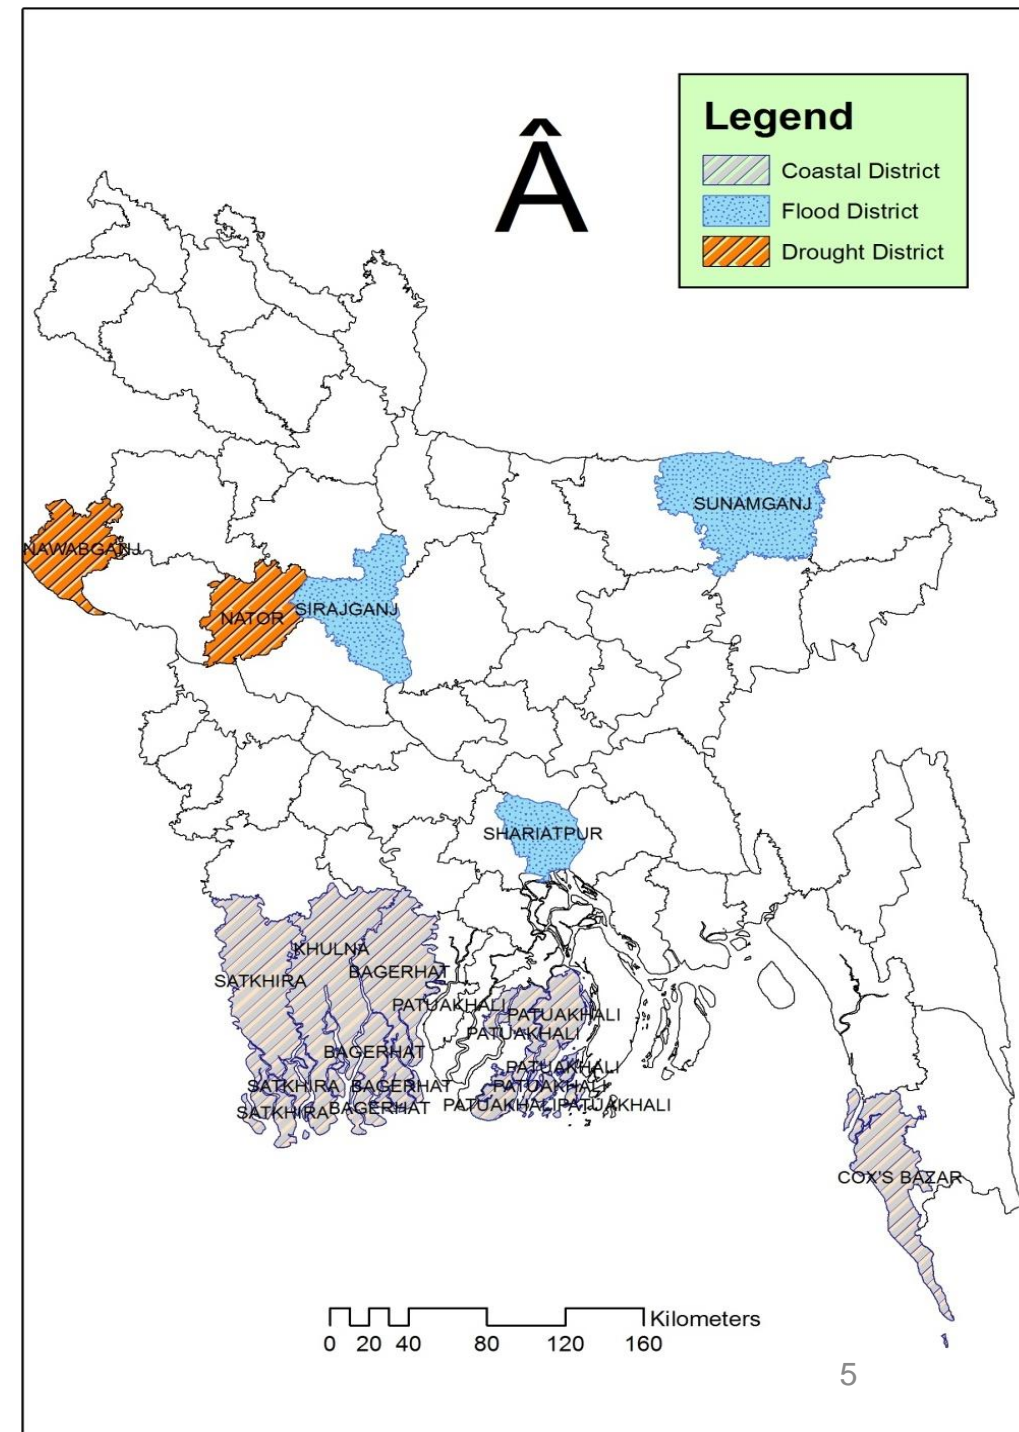 Legend
Coastal District
Flood District
Drought District
Â
SUNAMGANJ
NAWABGANJ
SIRAJGANJ
NATOR
SHARIATPUR
KHULNA
BAGERHAT
SATKHIRA
PATUAKHALI
PATUAKHALI
PATUAKHALI
BAGERHAT
PATUAKHALI
SATKHIRA
BAGERHAT
PATUAKHALI
SATKHIRA
BAGERHAT
PATUAKHALI
PATUAKHALI
COX'S BAZAR
Kilometers
0 20 40 80 120 160
5